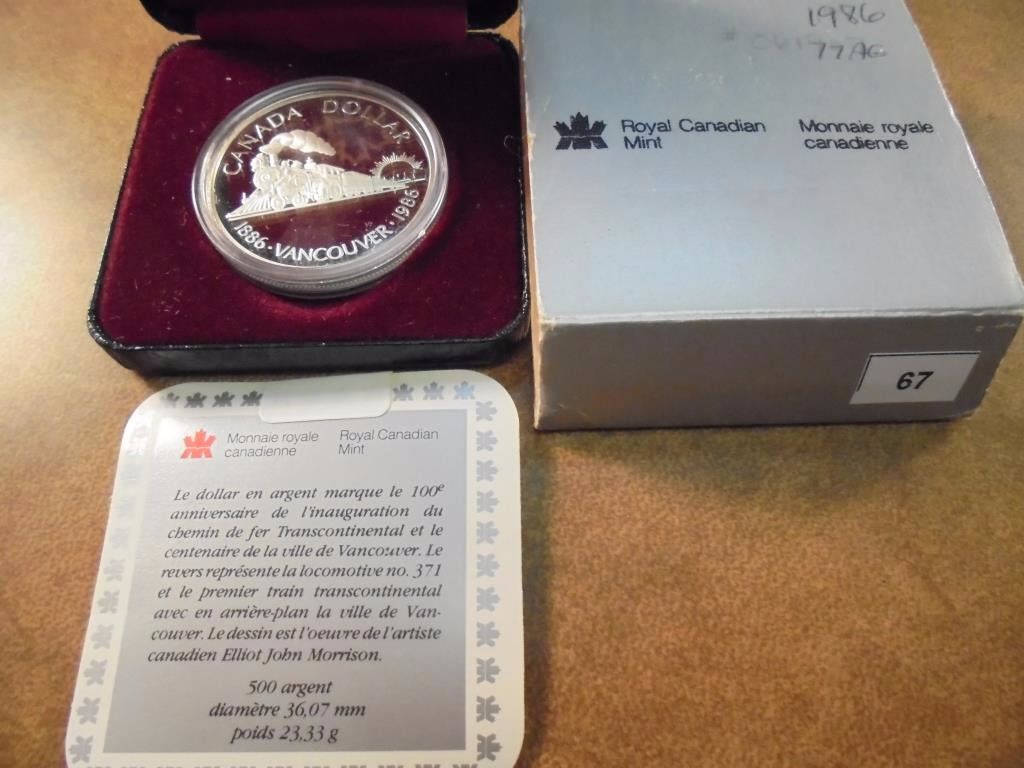 CANADA DOLLAR
1886·VANCOUVER·1986
1986
77AG
Royal Canadian
Mint
Monnaie royale
canadienne
67
Monnaie royale
canadienne
Royal Canadian
Mint
Le dollar en argent marque le 100e
anniversaire de l'inauguration du
chemin de fer Transcontinental et le
centenaire de la ville de Vancouver. Le
revers représente la locomotive no. 371
et le premier train transcontinental
avec en arrière-plan la ville de Van-
couver. Le dessin est l'oeuvre de l'artiste
canadien Elliot John Morrison.
500 argent
diamètre 36,07 mm
poids 23,33 g